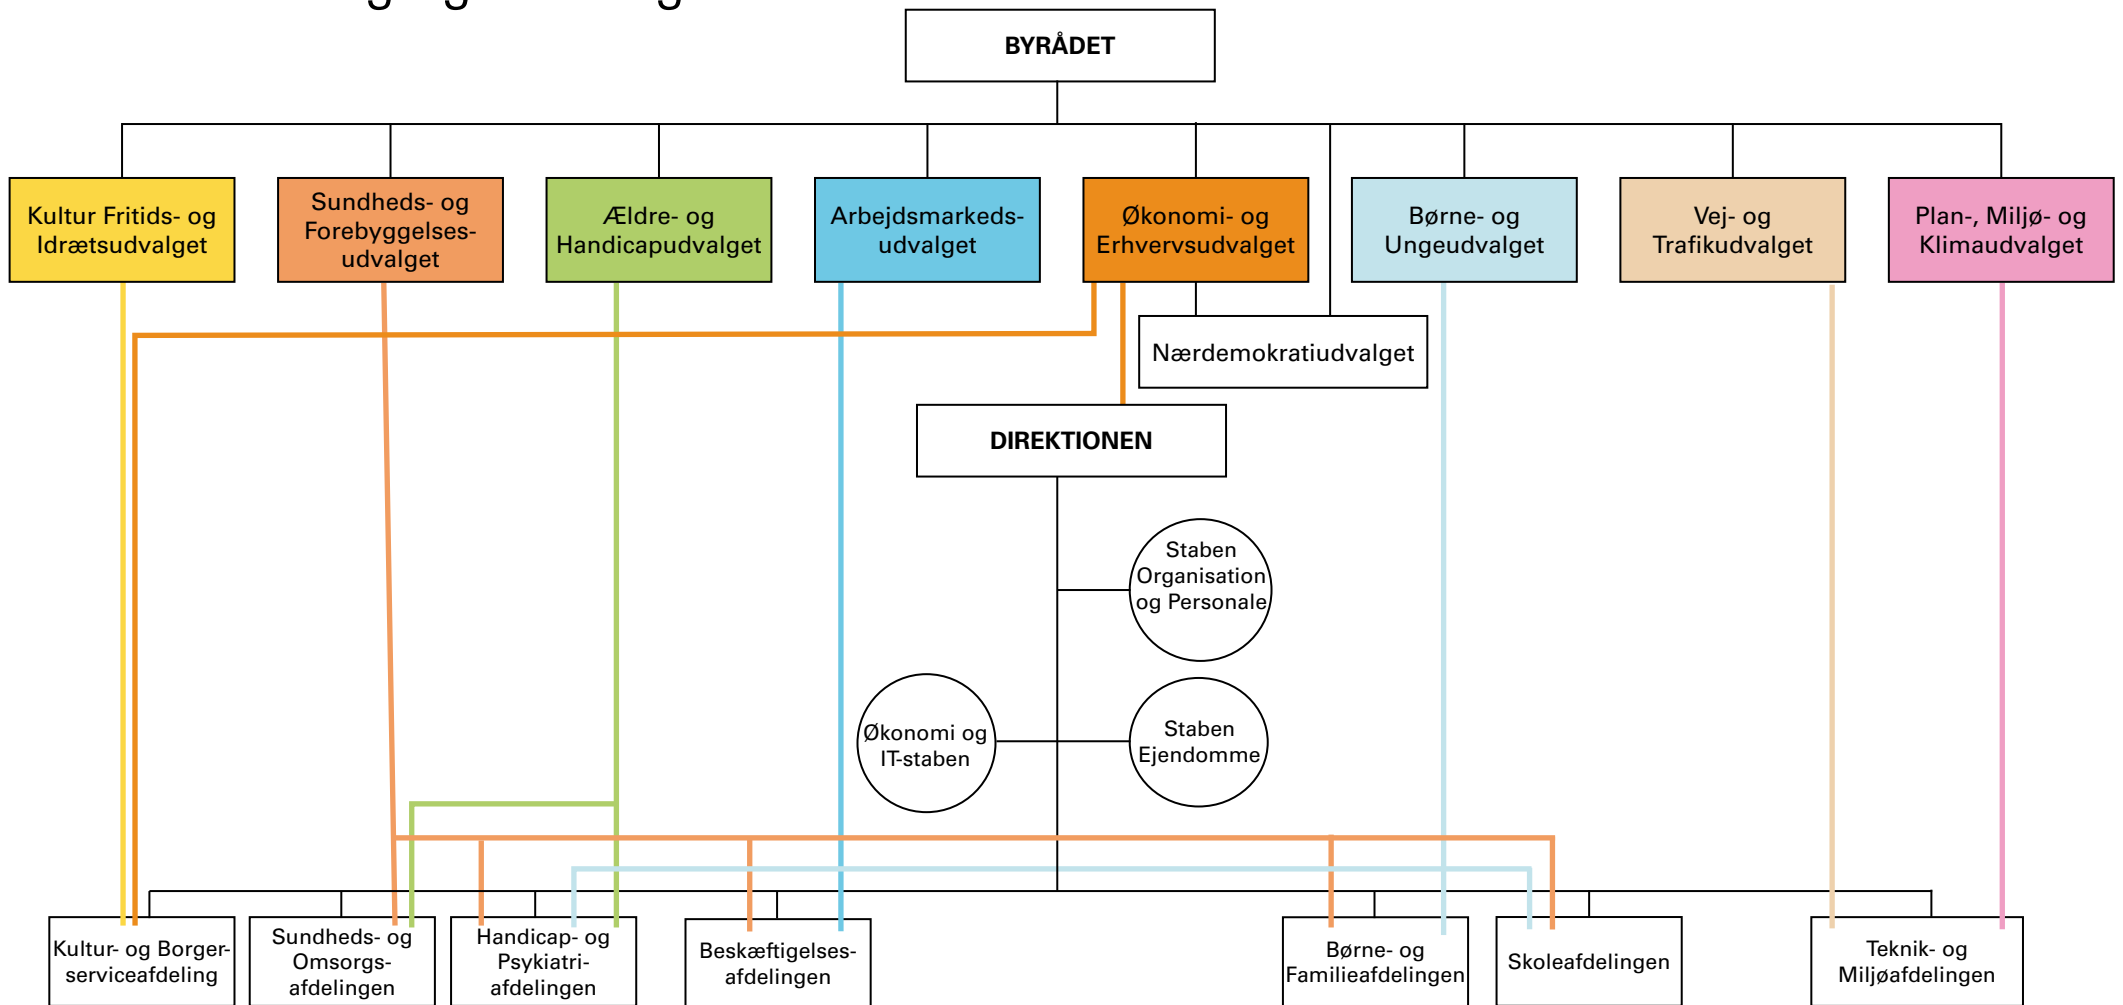 BYRÅDET
Kultur Fritids- og
Idrætsudvalget
Sundheds- og
Forebyggelses-
udvalget
Ældre- og
Handicapudvalget
Arbejdsmarkeds-
udvalget
Økonomi- og
Erhvervsudvalget
Børne- og
Ungeudvalget
Vej- og
Trafikudvalget
Plan-, Miljø- og
Klimaudvalget
Nærdemokratiudvalget
DIREKTIONEN
Staben
Organisation
og Personale
Økonomi og
IT-staben
Staben
Ejendomme
Kultur- og Borger-
serviceafdeling
Sundheds- og
Omsorgs-
afdelingen
Handicap- og
Psykiatri-
afdelingen
Beskæftigelses-
afdelingen
Børne- og
Familieafdelingen
Skoleafdelingen
Teknik- og
Miljøafdelingen